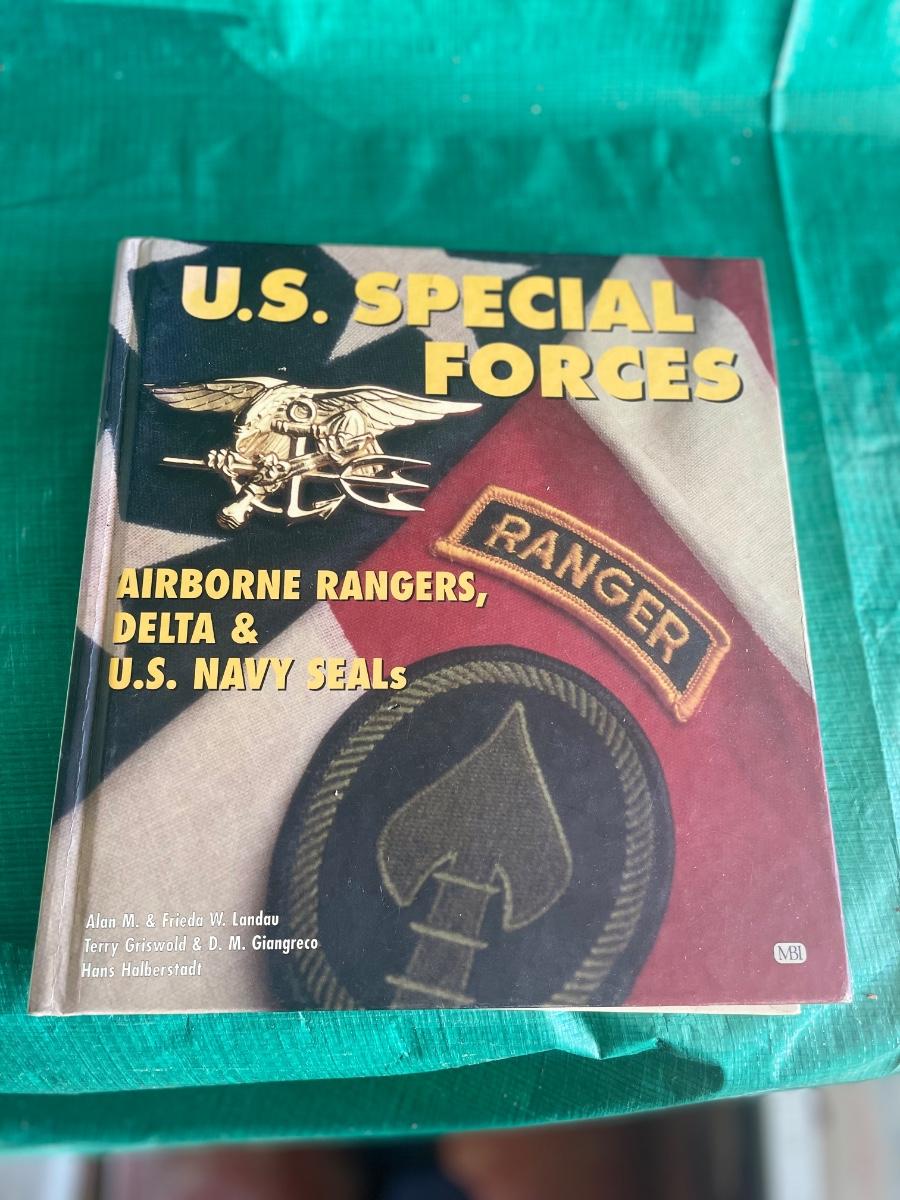 U.S. SPECIAL
FORCES
RANGER
AIRBORNE RANGERS,
DELTA &
U.S. NAVY SEALs
Alan M. & Frieda W. Landau
Terry Griswold & D. M. Giangreco
Hans Halberstadt
MBI